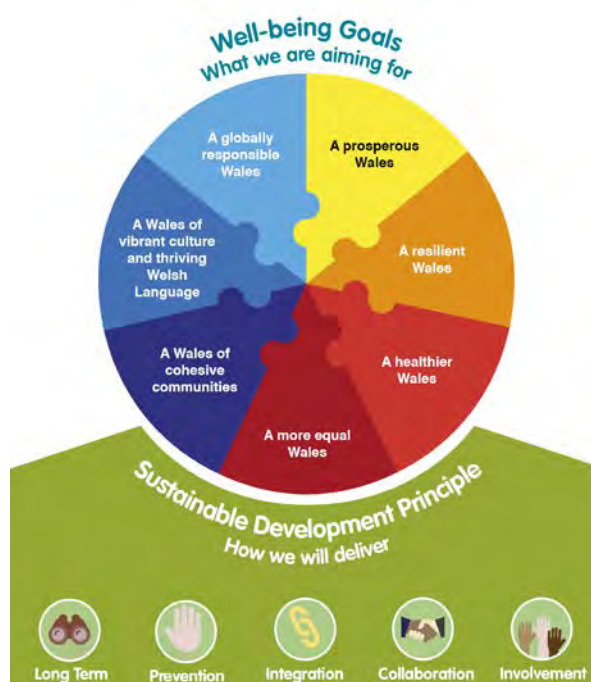 Well-being Goals
What we are aiming for
A globally
responsible
Wales
A prosperous
Wales
A Wales of
vibrant culture
and thriving
Welsh
Language
A resilient
Wales
A Wales of
cohesive
communities
A healthier
Wales
A more equal
Wales
Sustainable Development Principle
How we will deliver
Long Term
Prevention
Integration
Collaboration
Involvement